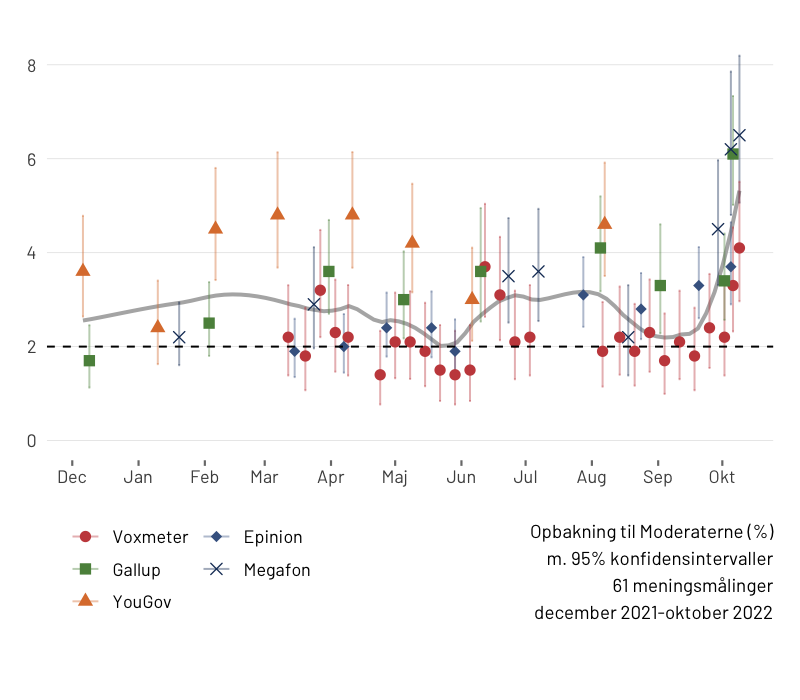 8
6
4
2
0
Dec Jan Feb Mar Apr Maj Jun Jul Aug Sep Okt
Voxmeter Epinion
Gallup Megafon
YouGov
Opbakning til Moderaterne (%)
m. 95% konfidensintervaller
61 meningsmålinger
december 2021-oktober 2022